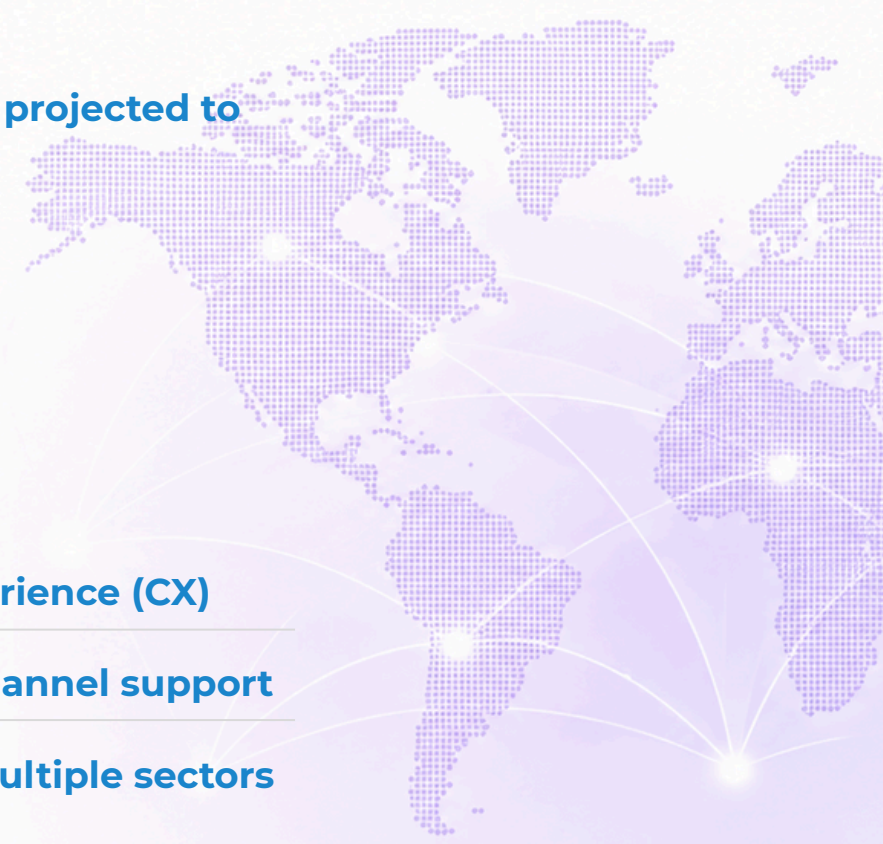 projected to
rience (CX)
annel support
ultiple sectors